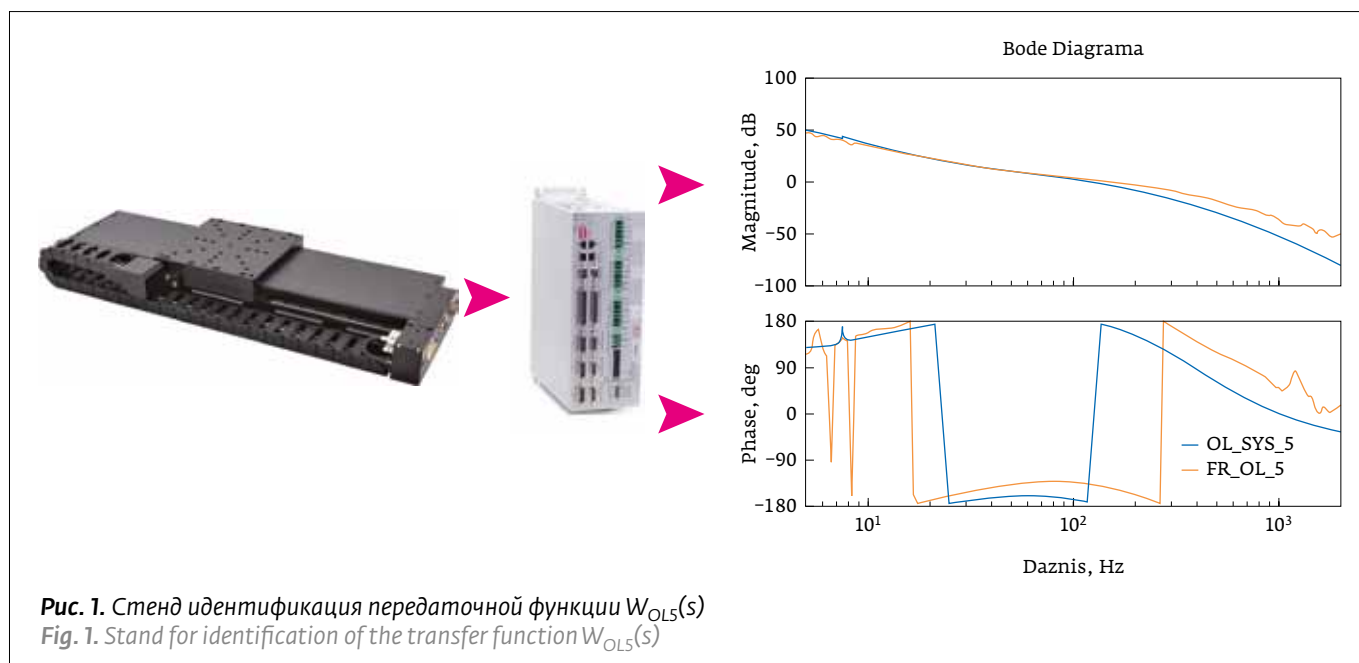 Bode Diagrama
Magnitude, dB
100
50
0
−50
−100
Phase, deg
180
90
0
−90
−180
OL_SYS_5
FR_OL_5
10¹
10²
10³
Daznis, Hz
Рис. 1. Стенд идентификация передаточной функции W_OL5(s)
Fig. 1. Stand for identification of the transfer function W_OL5(s)